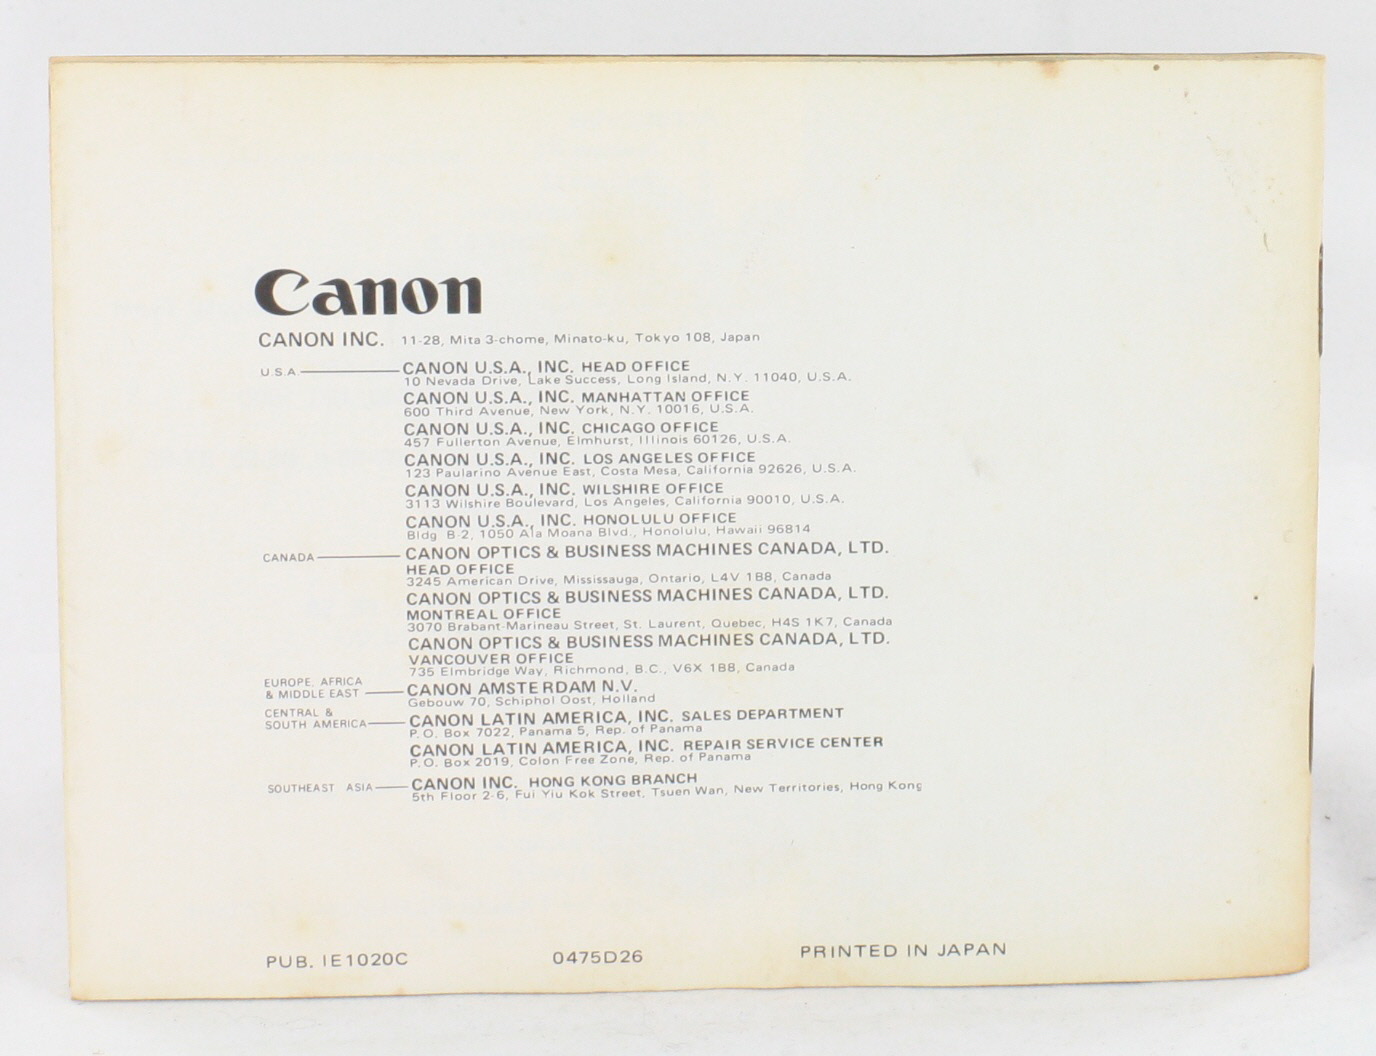 Canon
CANON INC. 11-28, Mita 3-chome, Minato-ku, Tokyo 108, Japan
U.S.A. CANON U.S.A., INC. HEAD OFFICE
10 Nevada Drive, Lake Success, Long Island, N.Y. 11040, U.S.A.
CANON U.S.A., INC. MANHATTAN OFFICE
600 Third Avenue, New York, N.Y. 10016, U.S.A.
CANON U.S.A., INC. CHICAGO OFFICE
457 Fullerton Avenue, Elmhurst, Illinois 60126, U.S.A.
CANON U.S.A., INC. LOS ANGELES OFFICE
123 Paularino Avenue East, Costa Mesa, California 92626, U.S.A.
CANON U.S.A., INC. WILSHIRE OFFICE
3113 Wilshire Boulevard, Los Angeles, California 90010, U.S.A.
CANON U.S.A., INC. HONOLULU OFFICE
Bldg. B-2, 1050 Ala Moana Blvd., Honolulu, Hawaii 96814
CANADA CANON OPTICS & BUSINESS MACHINES CANADA, LTD.
HEAD OFFICE
3245 American Drive, Mississauga, Ontario, L4V 1B8, Canada
CANON OPTICS & BUSINESS MACHINES CANADA, LTD.
MONTREAL OFFICE
3070 Brabant-Marineau Street, St. Laurent, Quebec, H4S 1K7, Canada
CANON OPTICS & BUSINESS MACHINES CANADA, LTD.
VANCOUVER OFFICE
735 Elmbridge Way, Richmond, B.C., V6X 1B8, Canada
EUROPE, AFRICA
& MIDDLE EAST CANON AMSTERDAM N.V.
Gebouw 70, Schiphol Oost, Holland
CENTRAL &
SOUTH AMERICA CANON LATIN AMERICA, INC. SALES DEPARTMENT
P.O. Box 7022, Panama 5, Rep. of Panama
CANON LATIN AMERICA, INC. REPAIR SERVICE CENTER
P.O. Box 2019, Colon Free Zone, Rep. of Panama
SOUTHEAST ASIA CANON INC. HONG KONG BRANCH
5th Floor 2-6, Fui Yiu Kok Street, Tsuen Wan, New Territories, Hong Kong
PUB. IE1020C 0475D26 PRINTED IN JAPAN